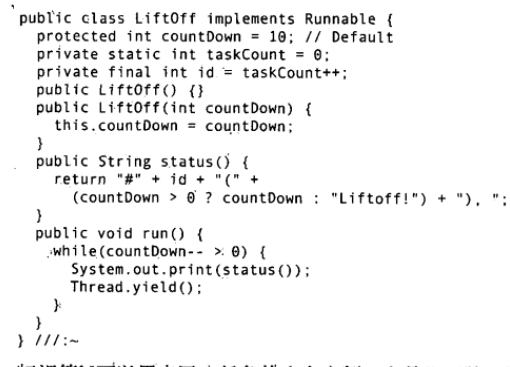 public class LiftOff implements Runnable {
protected int countDown = 10; // Default
private static int taskCount = 0;
private final int id = taskCount++;
public LiftOff() {}
public LiftOff(int countDown) {
this.countDown = countDown;
}
public String status() {
return "#" + id + "(" +
(countDown > 0 ? countDown : "Liftoff!") + "), ";
}
public void run() {
while(countDown-- > 0) {
System.out.print(status());
Thread.yield();
}
}
} ///:~